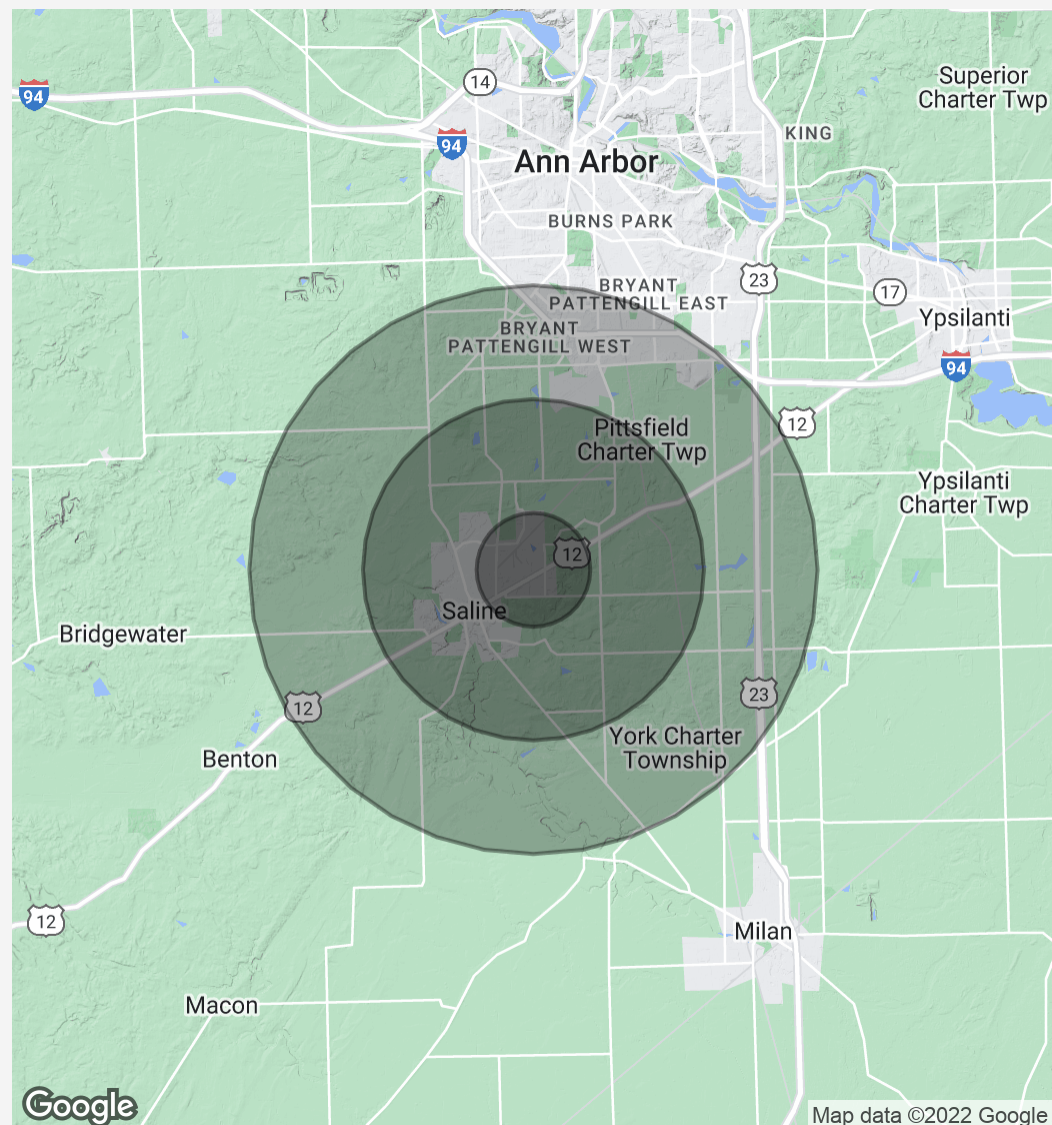 14
Superior
Charter Twp
94
94
KING
Ann Arbor
BURNS PARK
23
BRYANT
PATTENGILL EAST
17
Ypsilanti
BRYANT
PATTENGILL WEST
94
12
Pittsfield
Charter Twp
Ypsilanti
Charter Twp
12
Saline
Bridgewater
23
12
York Charter
Township
Benton
12
Milan
Macon
Google
Map data ©2022 Google